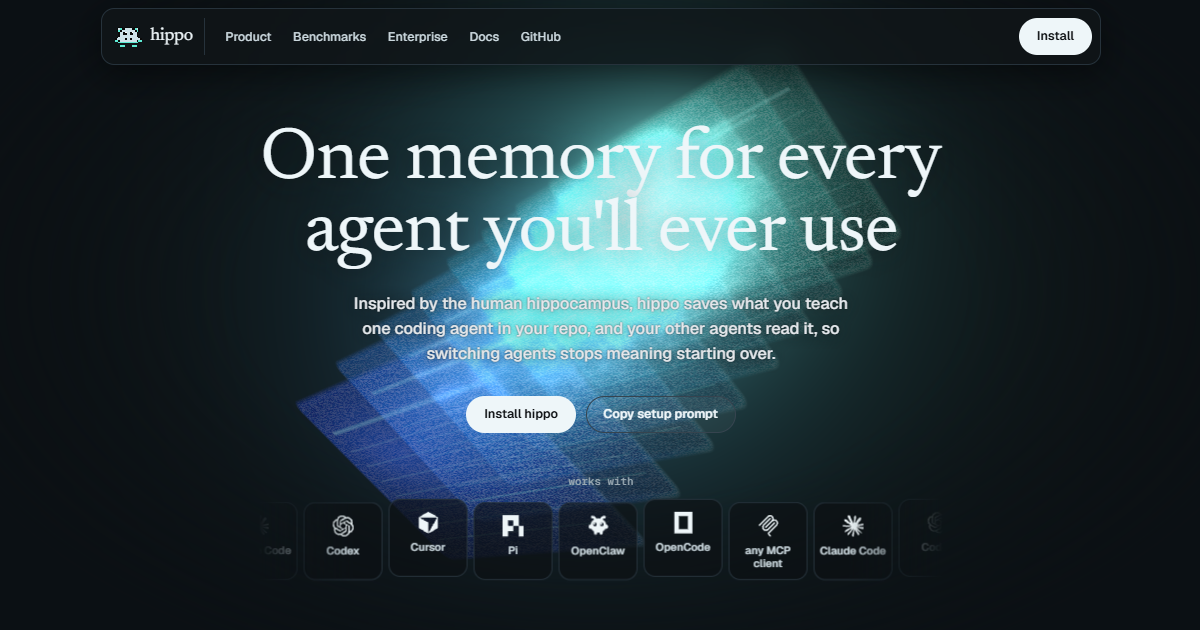 hippo
Product
Benchmarks
Enterprise
Docs
GitHub
Install
One memory for every
agent you'll ever use
Inspired by the human hippocampus, hippo saves what you teach
one coding agent in your repo, and your other agents read it, so
switching agents stops meaning starting over.
Install hippo
Copy setup prompt
works with
Code
Codex
Cursor
Pi
OpenClaw
OpenCode
any MCP
client
Claude Code